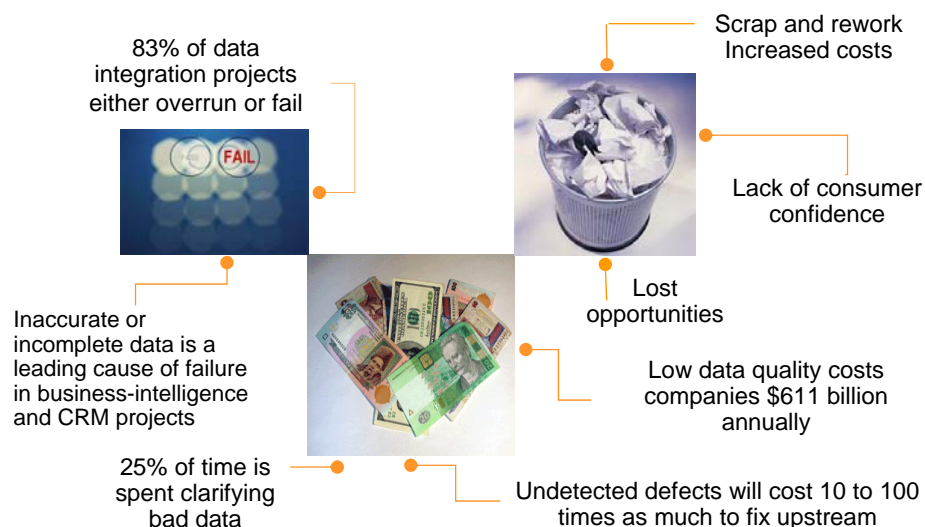 83% of data
integration projects
either overrun or fail
Scrap and rework
Increased costs
FAIL
Lack of consumer
confidence
Lost
opportunities
Inaccurate or
incomplete data is a
leading cause of failure
in business-intelligence
and CRM projects
Low data quality costs
companies $611 billion
annually
25% of time is
spent clarifying
bad data
Undetected defects will cost 10 to 100
times as much to fix upstream